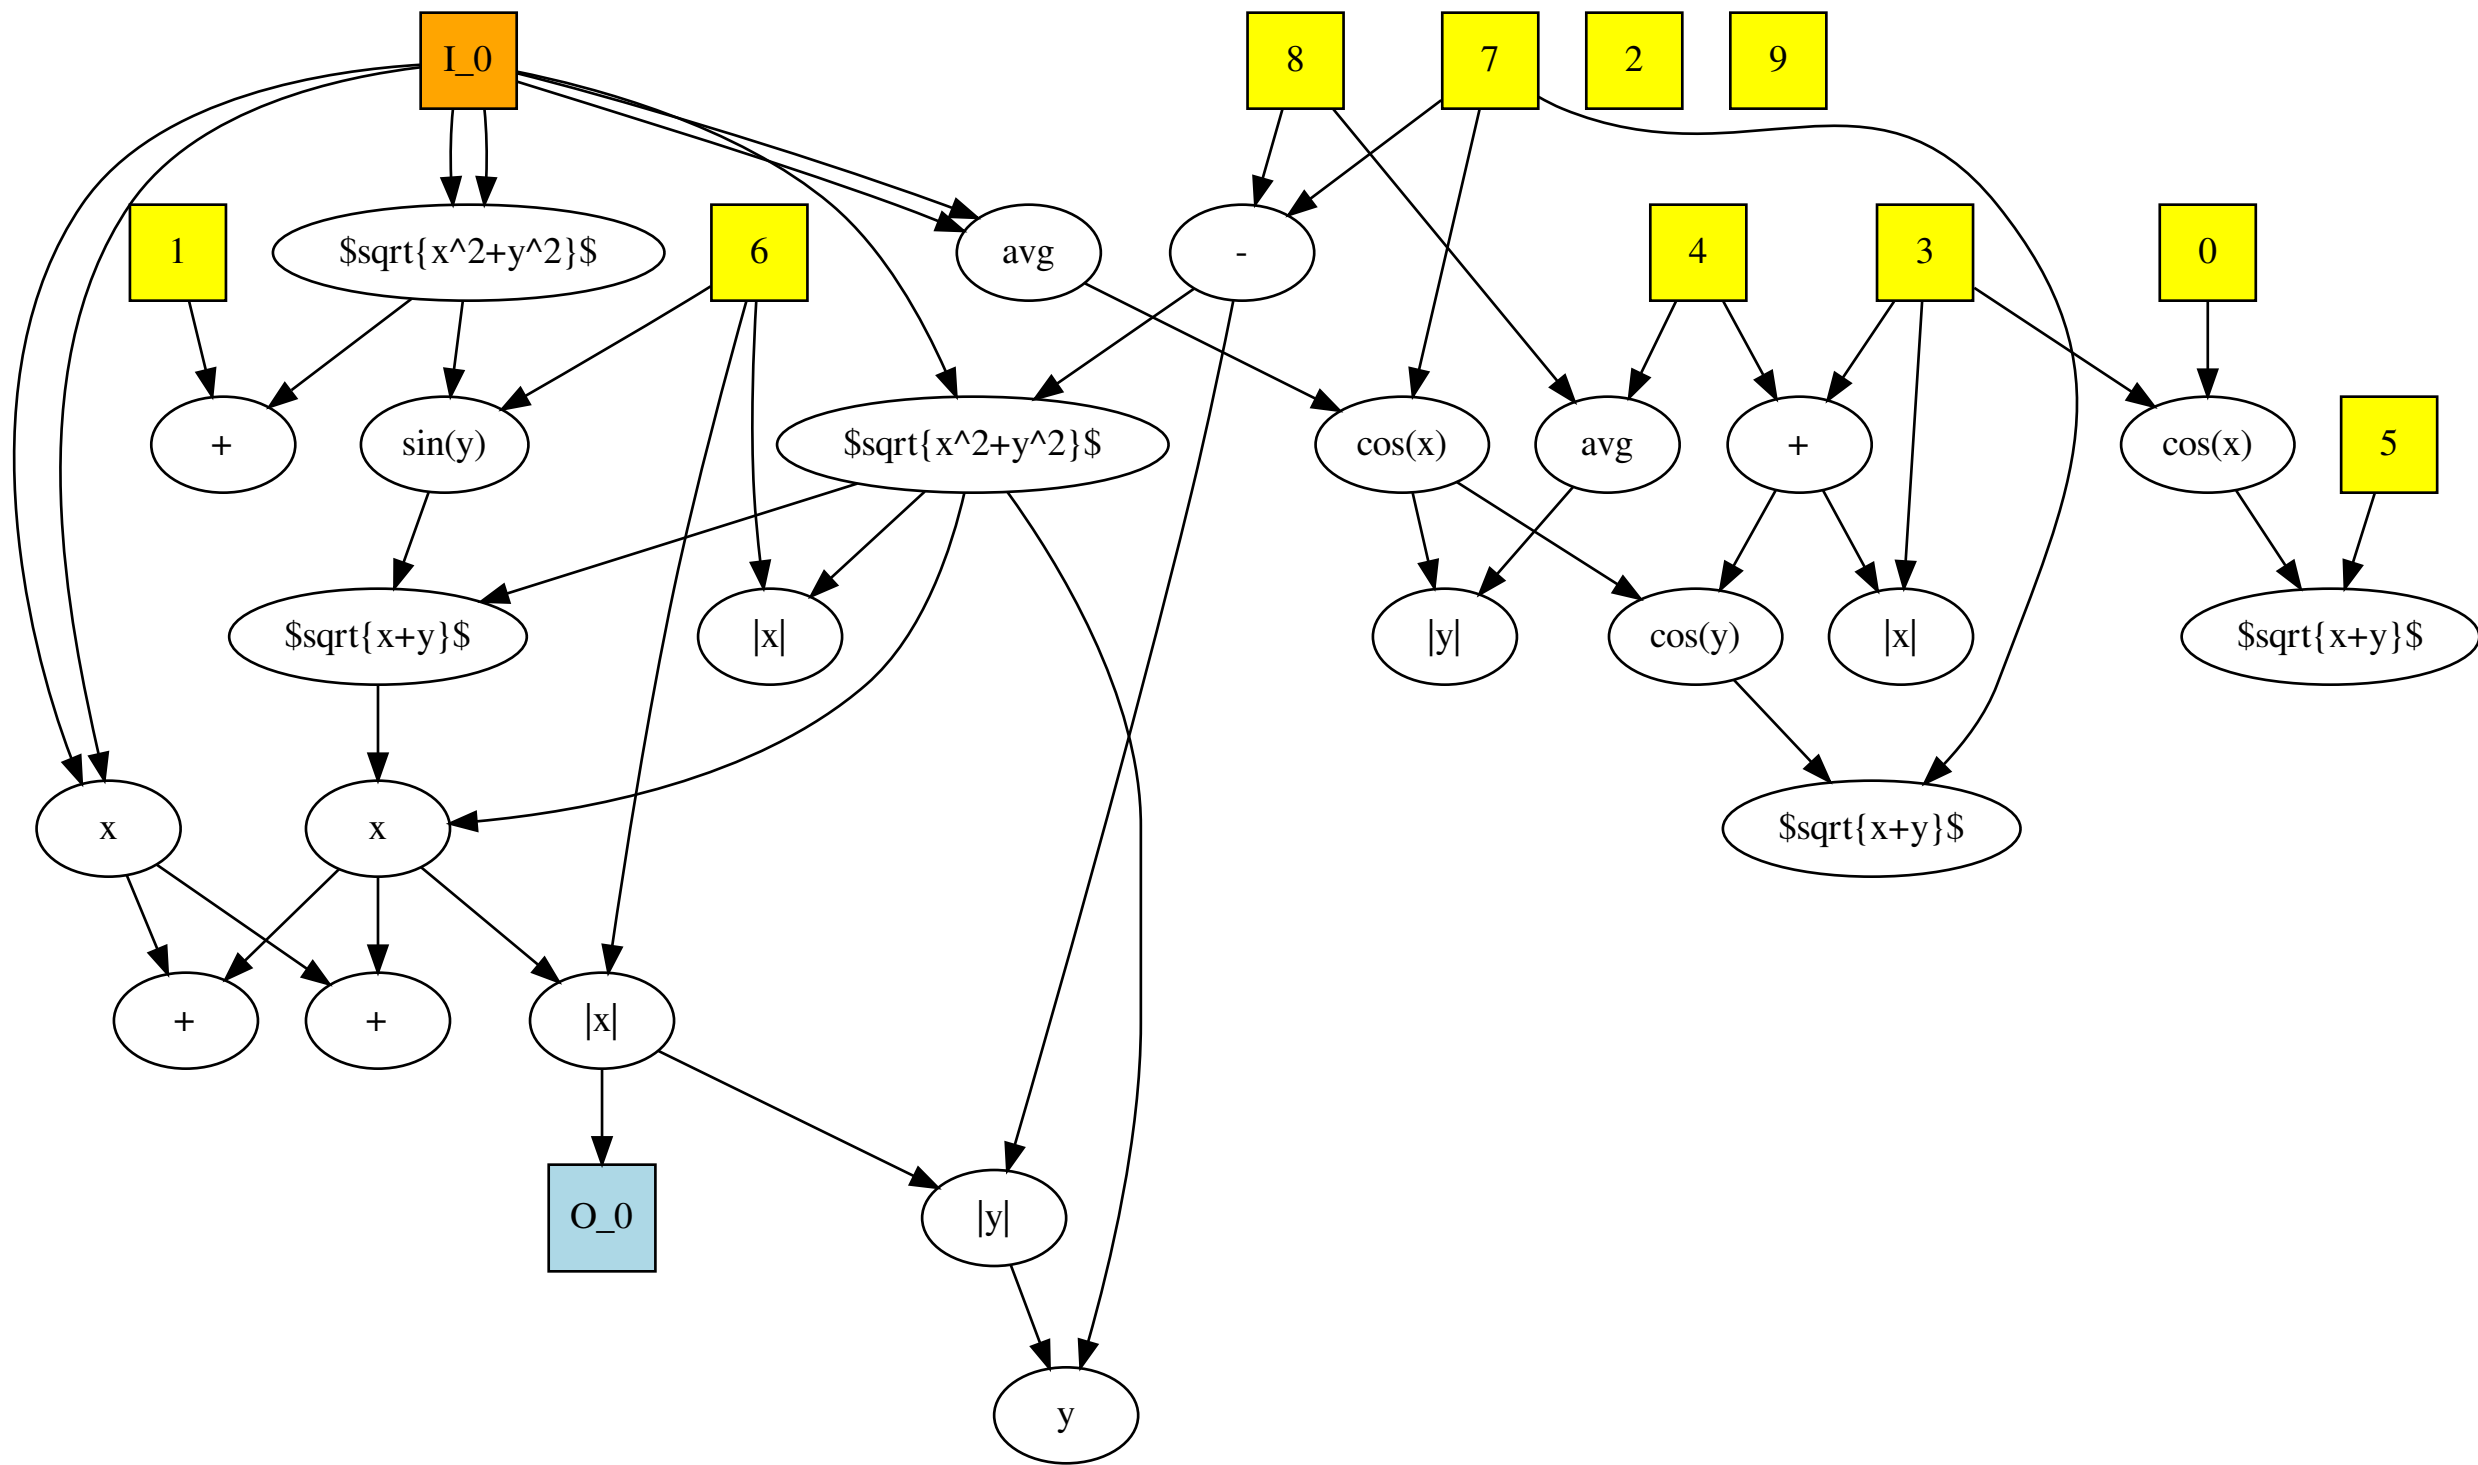 I_0
8
7
2
9
1
$sqrt{x^2+y^2}$
6
avg
-
4
3
0
+
sin(y)
$sqrt{x^2+y^2}$
cos(x)
avg
+
cos(x)
5
$sqrt{x+y}$
|x|
|y|
cos(y)
|x|
$sqrt{x+y}$
x
x
$sqrt{x+y}$
+
+
|x|
O_0
|y|
y